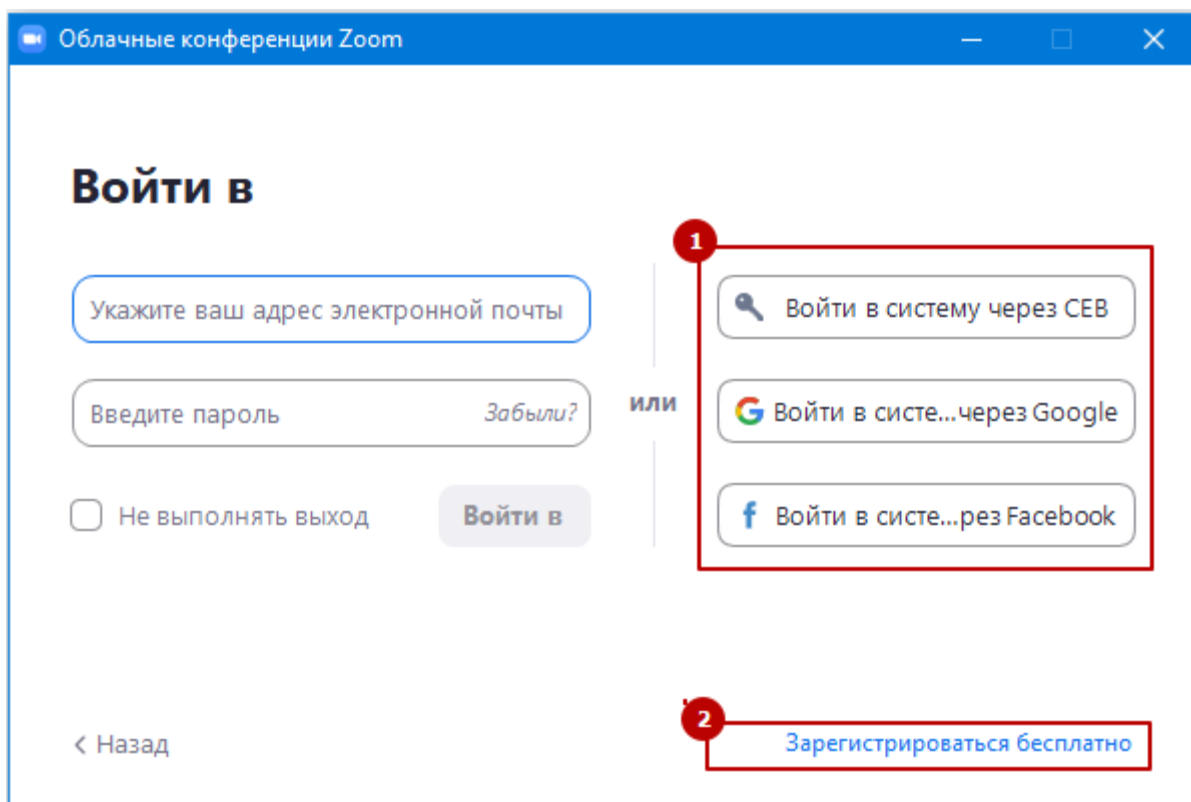 Облачные конференции Zoom
Войти в
1
Укажите ваш адрес электронной почты
Войти в систему через СЕВ
Введите пароль
Забыли?
или
Войти в систе...через Google
Не выполнять выход
Войти в
Войти в систе...рез Facebook
2
Назад
Зарегистрироваться бесплатно